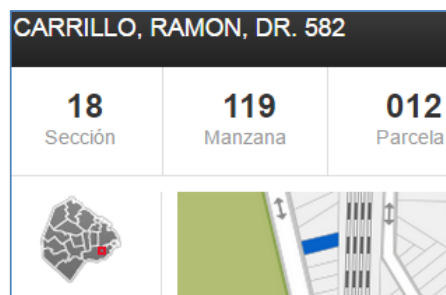 CARRILLO, RAMON, DR. 582
18 119 012
Sección Manzana Parcela